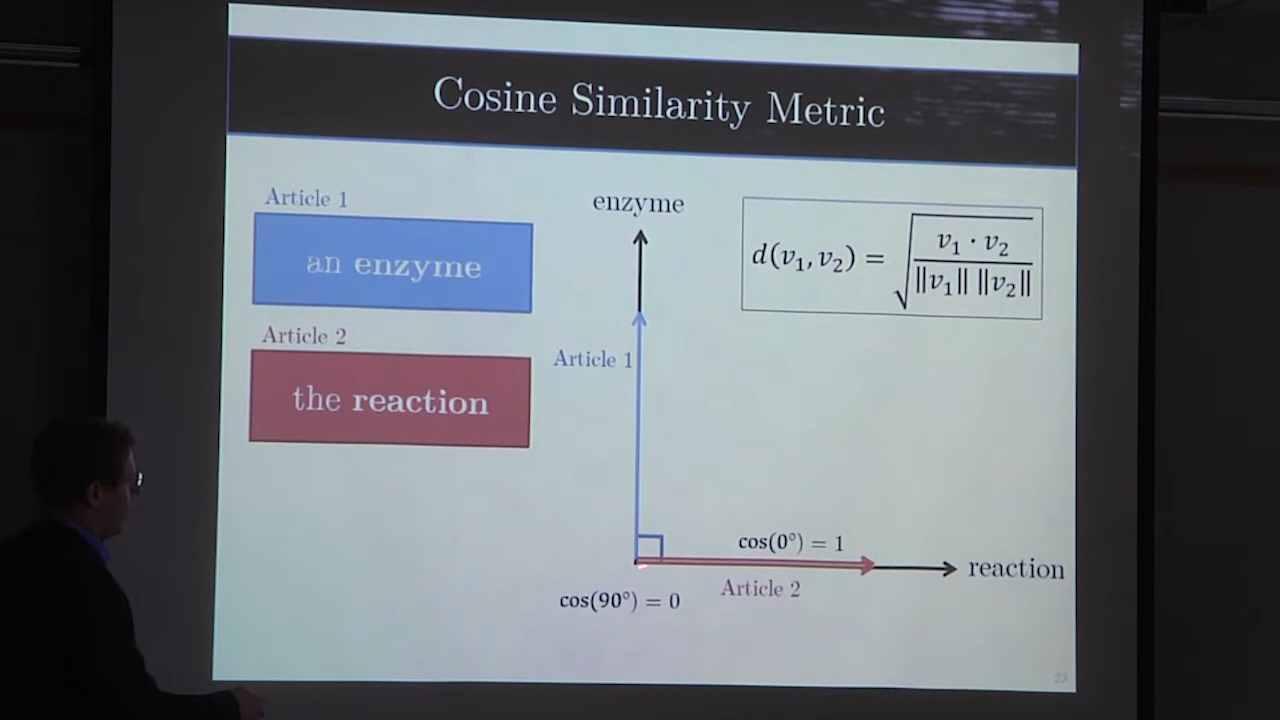 Cosine Similarity Metric
Article 1
an enzyme
Article 2
the reaction
enzyme
d(v₁, v₂) = √(v₁ · v₂ / ‖v₁‖ ‖v₂‖)
Article 1
cos(0°) = 1
reaction
Article 2
cos(90°) = 0